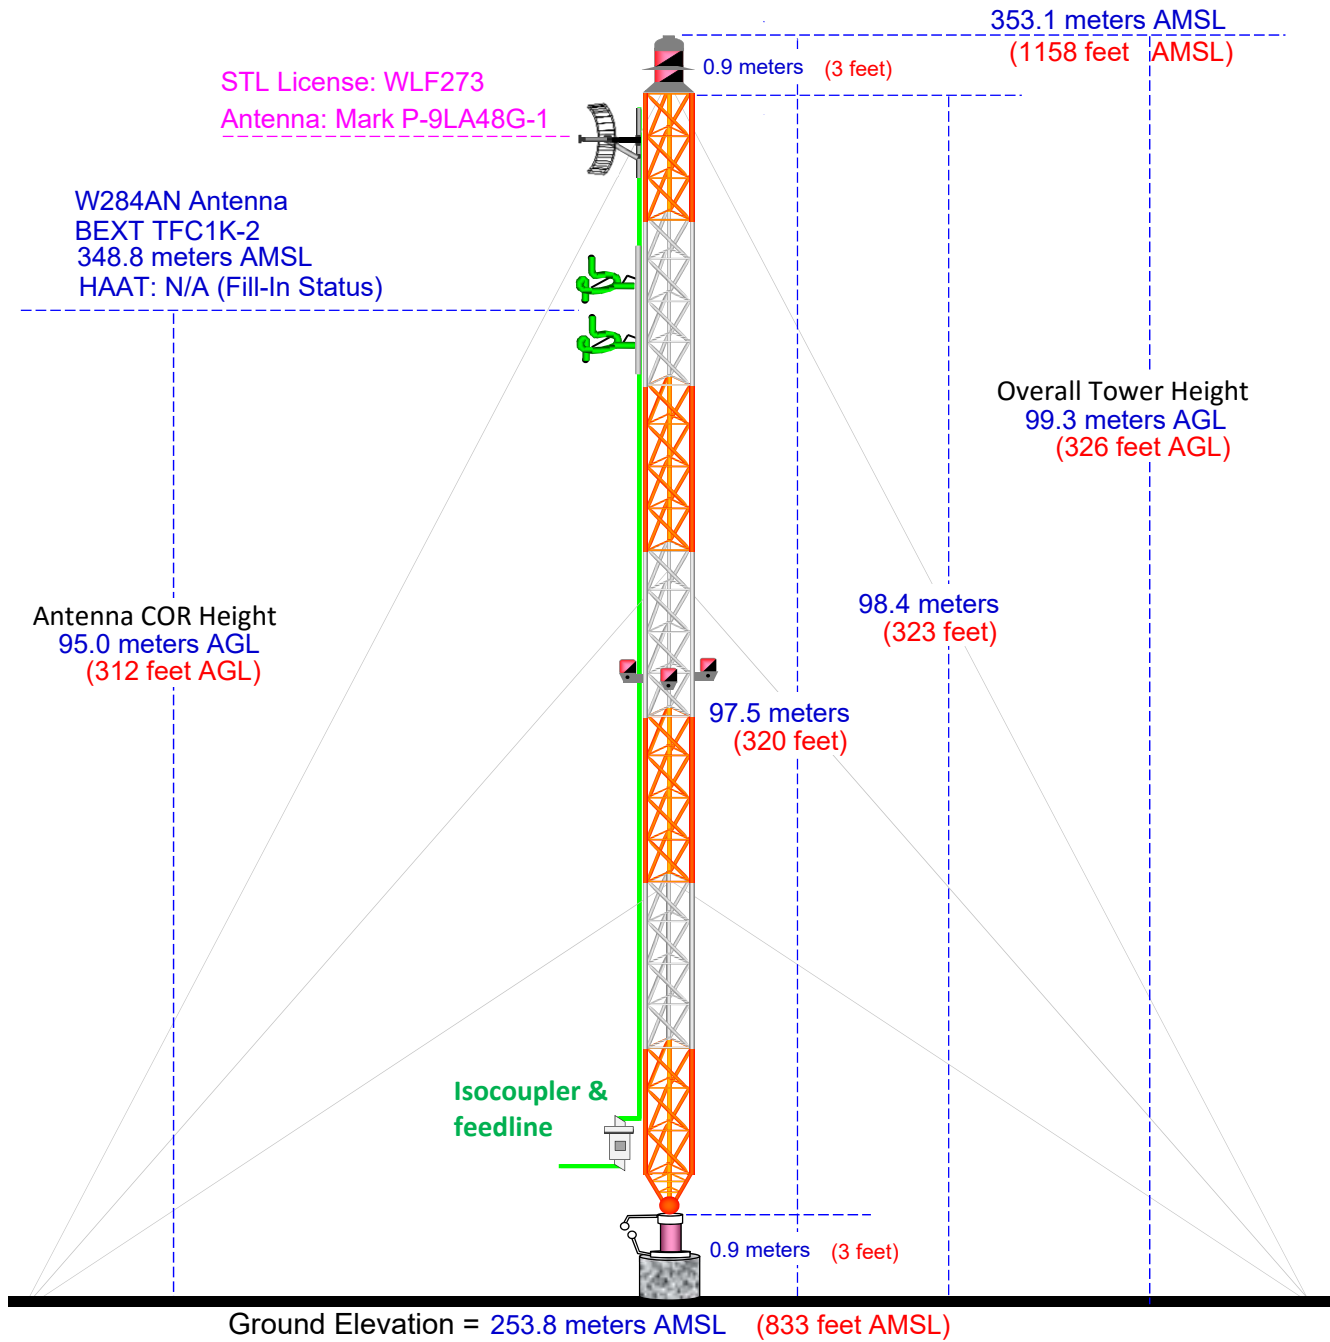 353.1 meters AMSL
(1158 feet AMSL)
0.9 meters (3 feet)
STL License: WLF273
Antenna: Mark P-9LA48G-1
W284AN Antenna
BEXT TFC1K-2
348.8 meters AMSL
HAAT: N/A (Fill-In Status)
Overall Tower Height
99.3 meters AGL
(326 feet AGL)
Antenna COR Height
95.0 meters AGL
(312 feet AGL)
98.4 meters
(323 feet)
97.5 meters
(320 feet)
Isocoupler &
feedline
0.9 meters (3 feet)
Ground Elevation = 253.8 meters AMSL (833 feet AMSL)